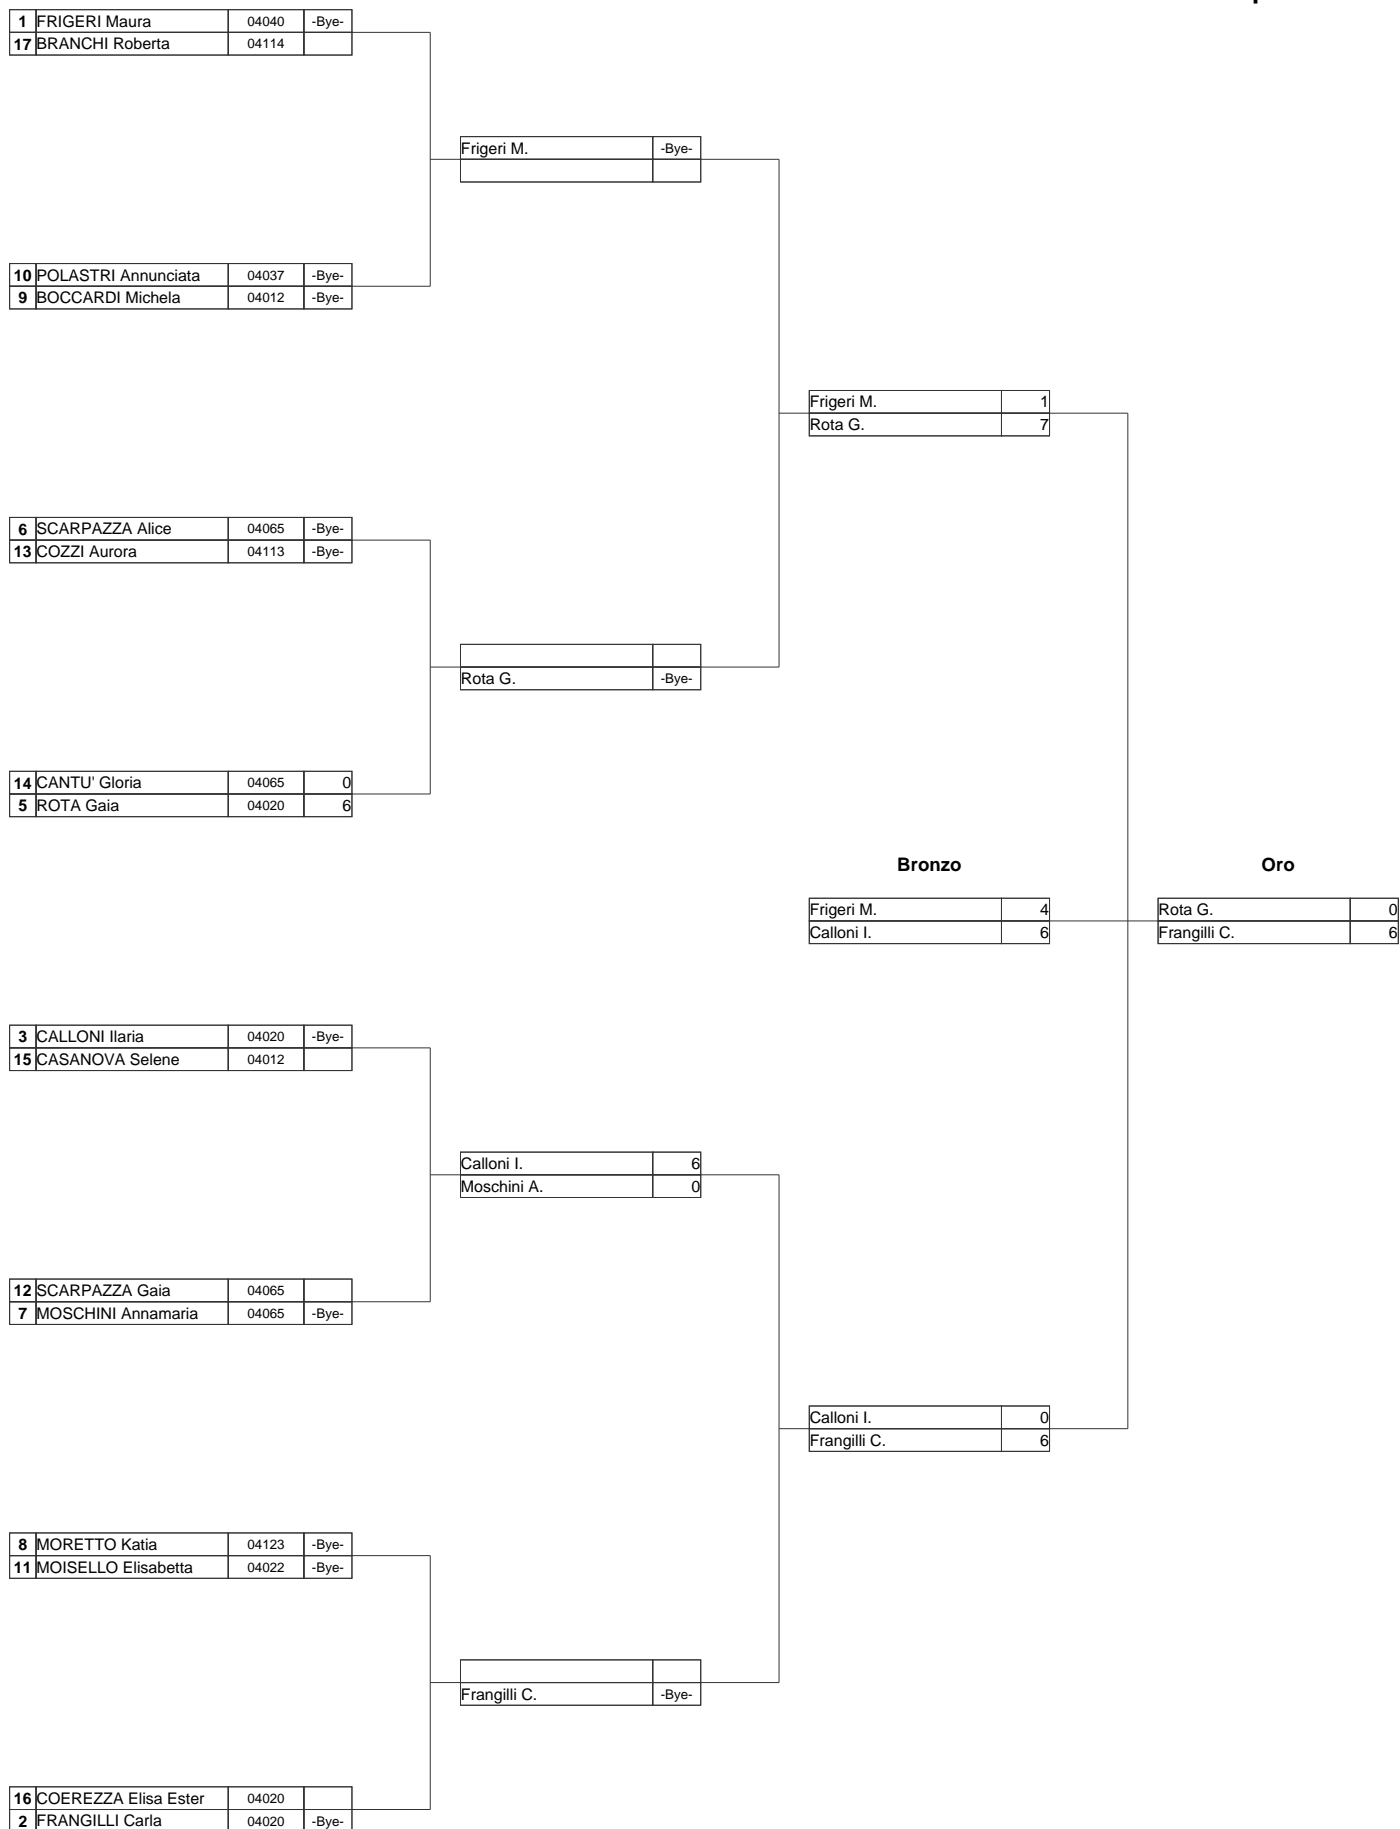 1 FRIGERI Maura 04040 -Bye-
17 BRANCHI Roberta 04114
Frigeri M. -Bye-
10 POLASTRI Annunciata 04037 -Bye-
9 BOCCARDI Michela 04012 -Bye-
Frigeri M. 1
Rota G. 7
6 SCARPAZZA Alice 04065 -Bye-
13 COZZI Aurora 04113 -Bye-
Rota G. -Bye-
14 CANTU' Gloria 04065 0
5 ROTA Gaia 04020 6
Bronzo Oro
Frigeri M. 4 Rota G. 0
Calloni I. 6 Frangilli C. 6
3 CALLONI Ilaria 04020 -Bye-
15 CASANOVA Selene 04012
Calloni I. 6
Moschini A. 0
12 SCARPAZZA Gaia 04065
7 MOSCHINI Annamaria 04065 -Bye-
Calloni I. 0
Frangilli C. 6
8 MORETTO Katia 04123 -Bye-
11 MOISELLO Elisabetta 04022 -Bye-
Frangilli C. -Bye-
16 COEREZZA Elisa Ester 04020
2 FRANGILLI Carla 04020 -Bye-